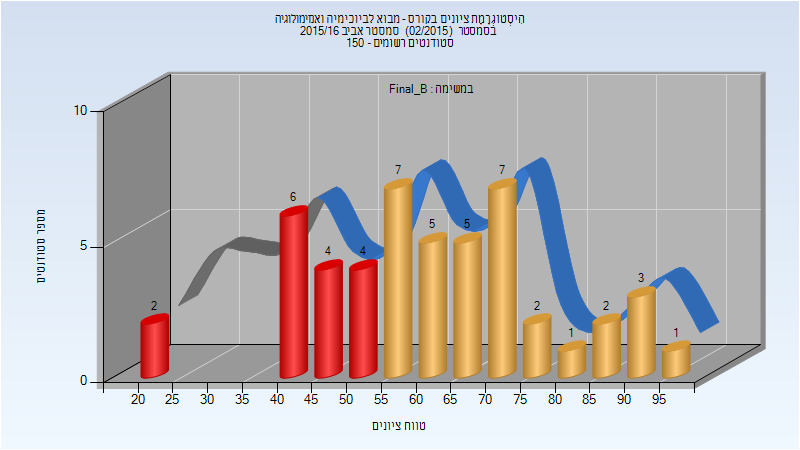 היסטוגרמת ציונים בקורס - מבוא לביוכימיה ואנזימולוגיה
בסמסטר  (02/2015)  סמסטר אביב 2015/16
סטודנטים רשומים - 150
במשימה : Final_B
10
5
0
מספר סטודנטים
2
6
4
4
7
5
5
7
2
1
2
3
1
20 25 30 35 40 45 50 55 60 65 70 75 80 85 90 95
טווח ציונים